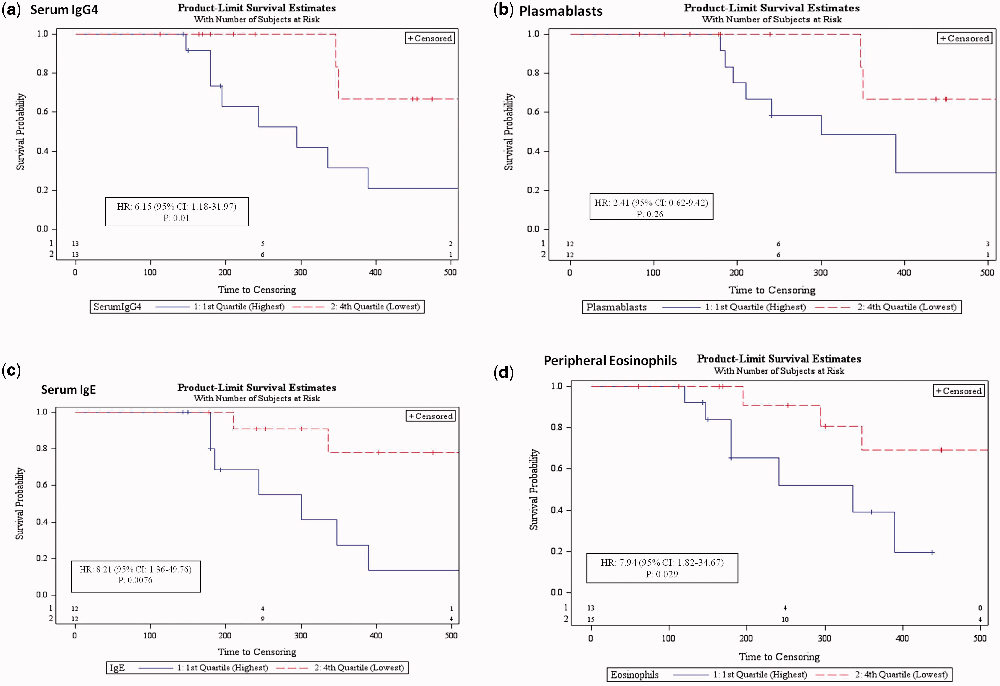 (a) Serum IgG4
Product-Limit Survival Estimates
With Number of Subjects at Risk
+Censored
1.0
0.8
0.6
0.4
0.2
0.0
Survival Probability
HR: 6.15 (95% CI: 1.18-31.97)
P: 0.01
1 13 5 2
2 13 6 1
0 100 200 300 400 500
Time to Censoring
SerumIgG4 1: 1st Quartile (Highest) 2: 4th Quartile (Lowest)
(b) Plasmablasts
Product-Limit Survival Estimates
With Number of Subjects at Risk
+Censored
1.0
0.8
0.6
0.4
0.2
0.0
Survival Probability
HR: 2.41 (95% CI: 0.62-9.42)
P: 0.26
1 12 6 3
2 12 6 1
0 100 200 300 400 500
Time to Censoring
Plasmablasts 1: 1st Quartile (Highest) 2: 4th Quartile (Lowest)
(c)
Serum IgE
Product-Limit Survival Estimates
With Number of Subjects at Risk
+Censored
1.0
0.8
0.6
0.4
0.2
0.0
Survival Probability
HR: 8.21 (95% CI: 1.36-49.76)
P: 0.0076
1 12 4 1
2 12 9 4
0 100 200 300 400 500
Time to Censoring
IgE 1: 1st Quartile (Highest) 2: 4th Quartile (Lowest)
(d)
Peripheral Eosinophils
Product-Limit Survival Estimates
With Number of Subjects at Risk
+Censored
1.0
0.8
0.6
0.4
0.2
0.0
Survival Probability
HR: 7.94 (95% CI: 1.82-34.67)
P: 0.029
1 13 4 0
2 15 10 4
0 100 200 300 400 500
Time to Censoring
Eosinophils 1: 1st Quartile (Highest) 2: 4th Quartile (Lowest)